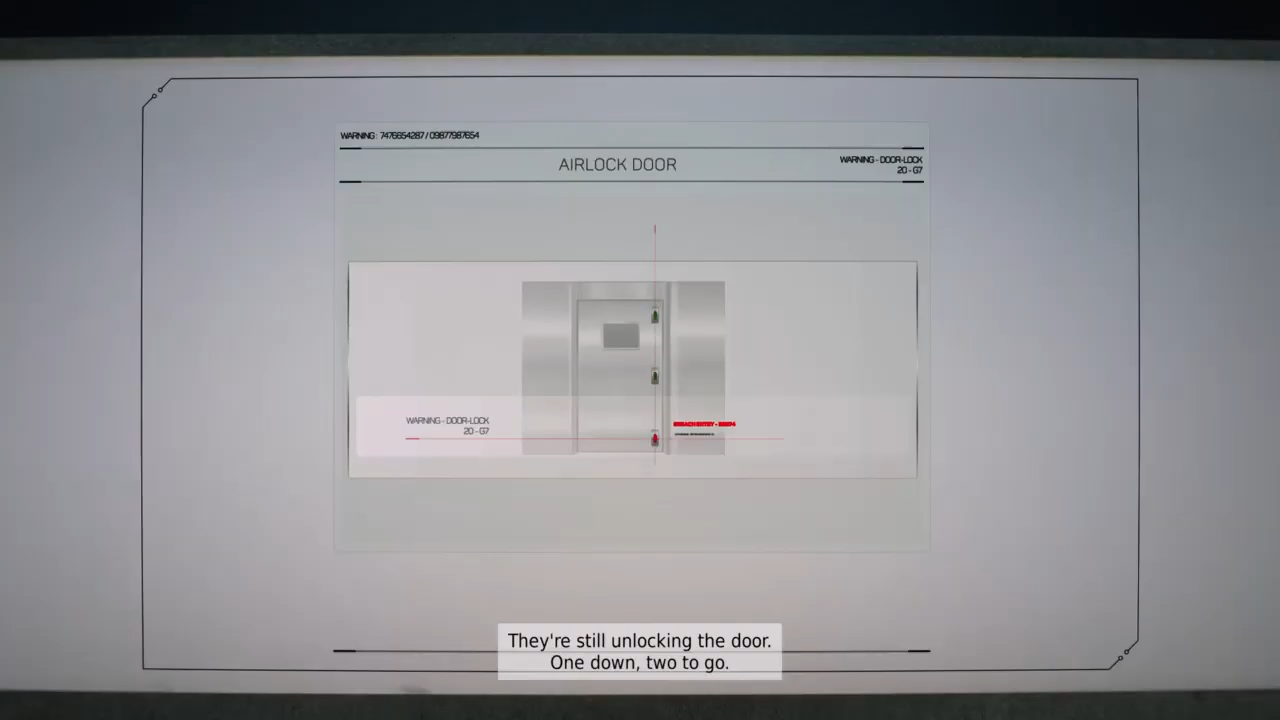 WARNING : 7476654287 / 09877987654
AIRLOCK DOOR
WARNING - DOOR-LOCK
20 - G7
WARNING - DOOR-LOCK
20 - G7
They're still unlocking the door.
One down, two to go.